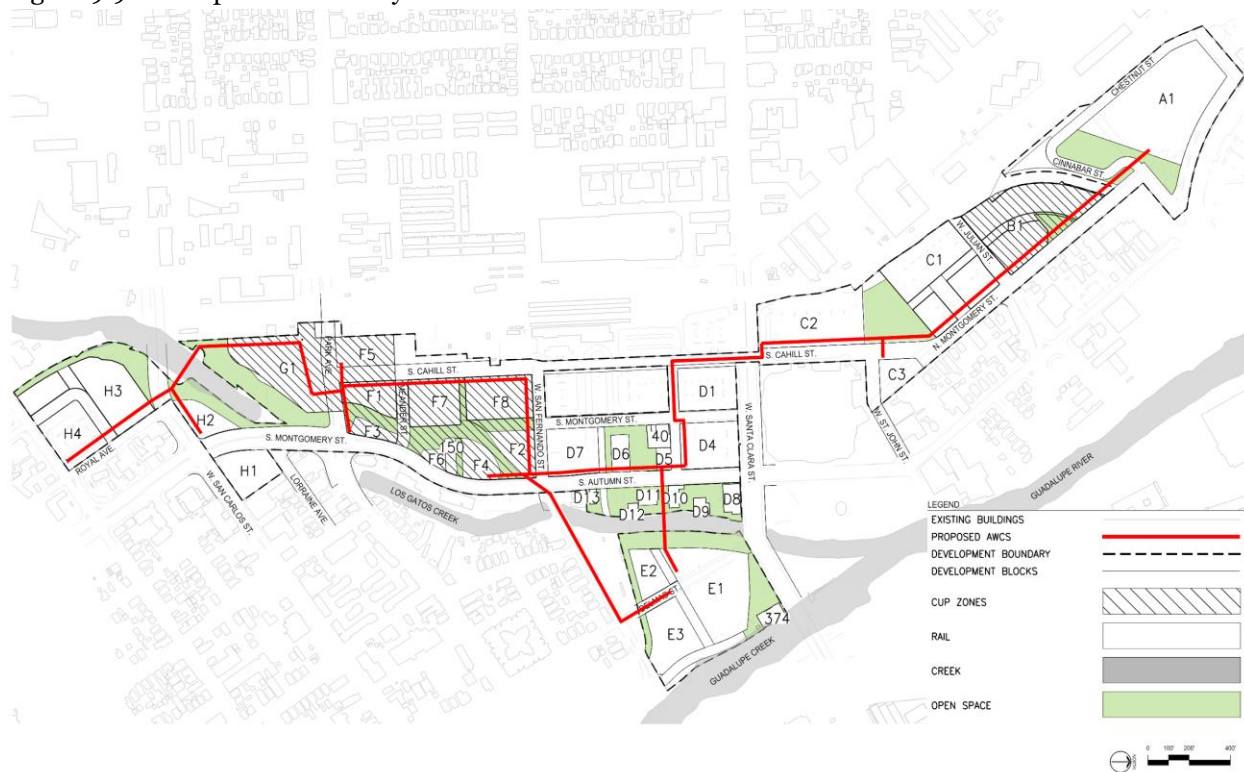 CHESTNUT ST.
A1
CINNABAR ST.
B1
W. JULIAN ST.
C1
N. MONTGOMERY ST.
C2
S. CAHILL ST.
C3
W. ST. JOHN ST.
PARK AVE.
F5
G1
S. CAHILL ST.
D1
H3
F1
F7
F8
W. SAN FERNANDO ST.
S. MONTGOMERY ST.
W. SANTA CLARA ST.
H2
F3
H4
S. MONTGOMERY ST.
150
F2
D7
D6
40
D5
D4
ROYAL AVE.
H1
F6
F4
S. AUTUMN ST.
W. SAN CARLOS ST.
LORRAINE AVE.
LOS GATOS CREEK
D13
D11
D10
D8
D12
D9
GUADALUPE RIVER
E2
E1
E3
374
GUADALUPE CREEK
LEGEND
EXISTING BUILDINGS
PROPOSED AWCS
DEVELOPMENT BOUNDARY
DEVELOPMENT BLOCKS
CUP ZONES
RAIL
CREEK
OPEN SPACE
0 100' 200' 400'